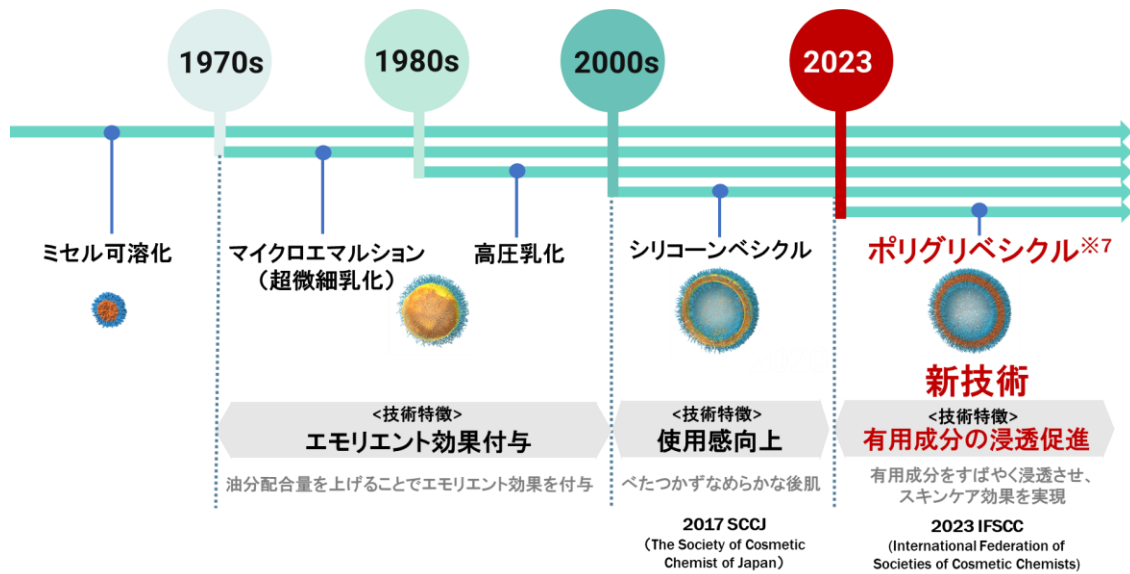 1970s
1980s
2000s
2023
ミセル可溶化
マイクロエマルション
（超微細乳化）
高圧乳化
シリコーンベシクル
ポリグリベシクル※7
新技術
<技術特徴>
エモリエント効果付与
<技術特徴>
使用感向上
<技術特徴>
有用成分の浸透促進
油分配合量を上げることでエモリエント効果を付与
べたつかずなめらかな後肌
有用成分をすばやく浸透させ、
スキンケア効果を実現
2017 SCCJ
（The Society of Cosmetic
Chemist of Japan）
2023 IFSCC
(International Federation of
Societies of Cosmetic Chemists)